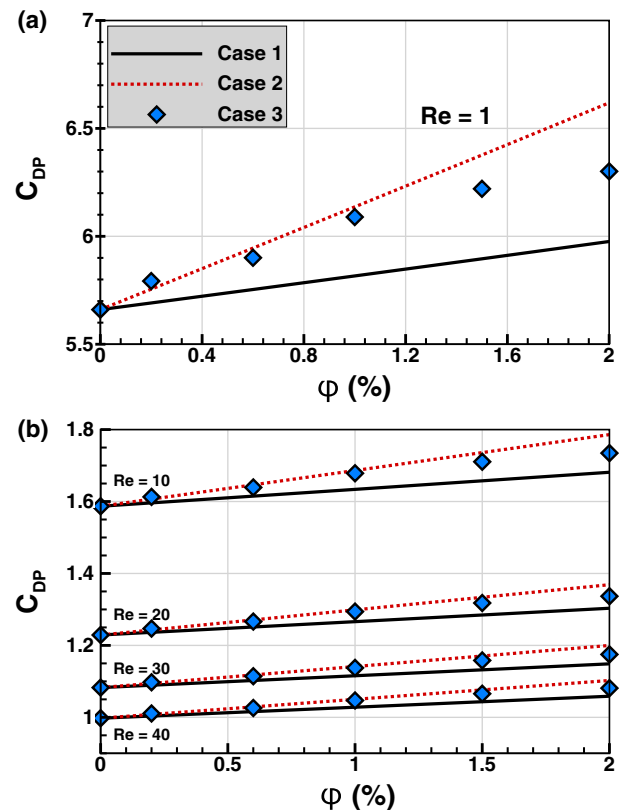 (a)
7
Case 1
Case 2
Case 3
Re = 1
6.5
C_DP
6
5.5
0 0.4 0.8 1.2 1.6 2
φ (%)
(b)
1.8
Re = 10
1.6
1.4
C_DP
Re = 20
1.2
Re = 30
1
Re = 40
0 0.5 1 1.5 2
φ (%)